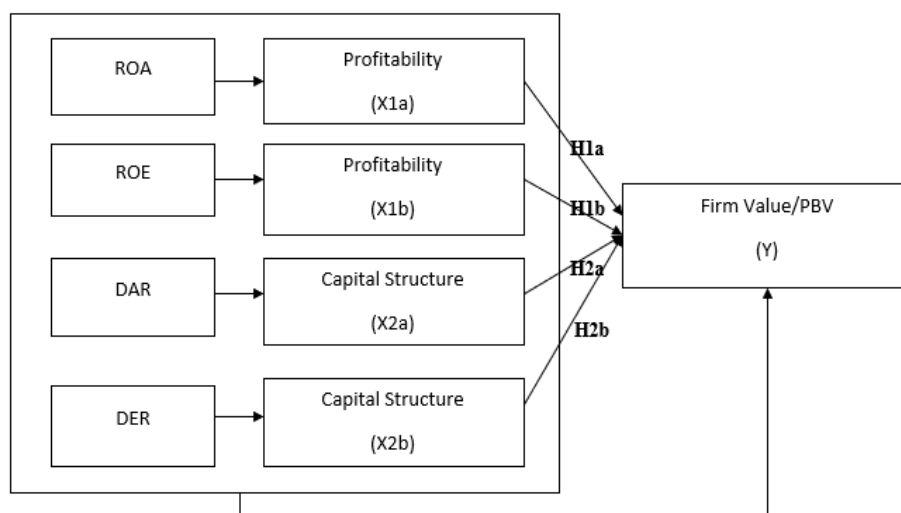 ROA
Profitability
(X1a)
H1a
ROE
Profitability
(X1b)
H1b
Firm Value/PBV
(Y)
DAR
Capital Structure
(X2a)
H2a
H2b
DER
Capital Structure
(X2b)